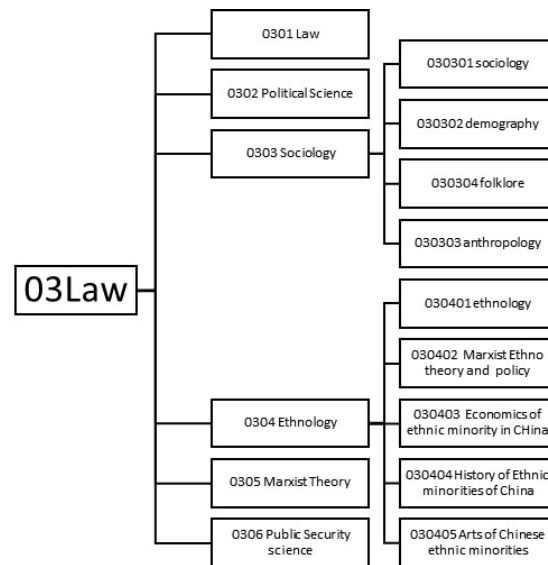 03Law
0301 Law
0302 Political Science
0303 Sociology
030301 sociology
030302 demography
030304 folklore
030303 anthropology
0304 Ethnology
030401 ethnology
030402 Marxist Ethno
theory and policy
030403 Economics of
ethnic minority in CHina
030404 History of Ethnic
minorities of China
030405 Arts of Chinese
ethnic minorities
0305 Marxist Theory
0306 Public Security
science